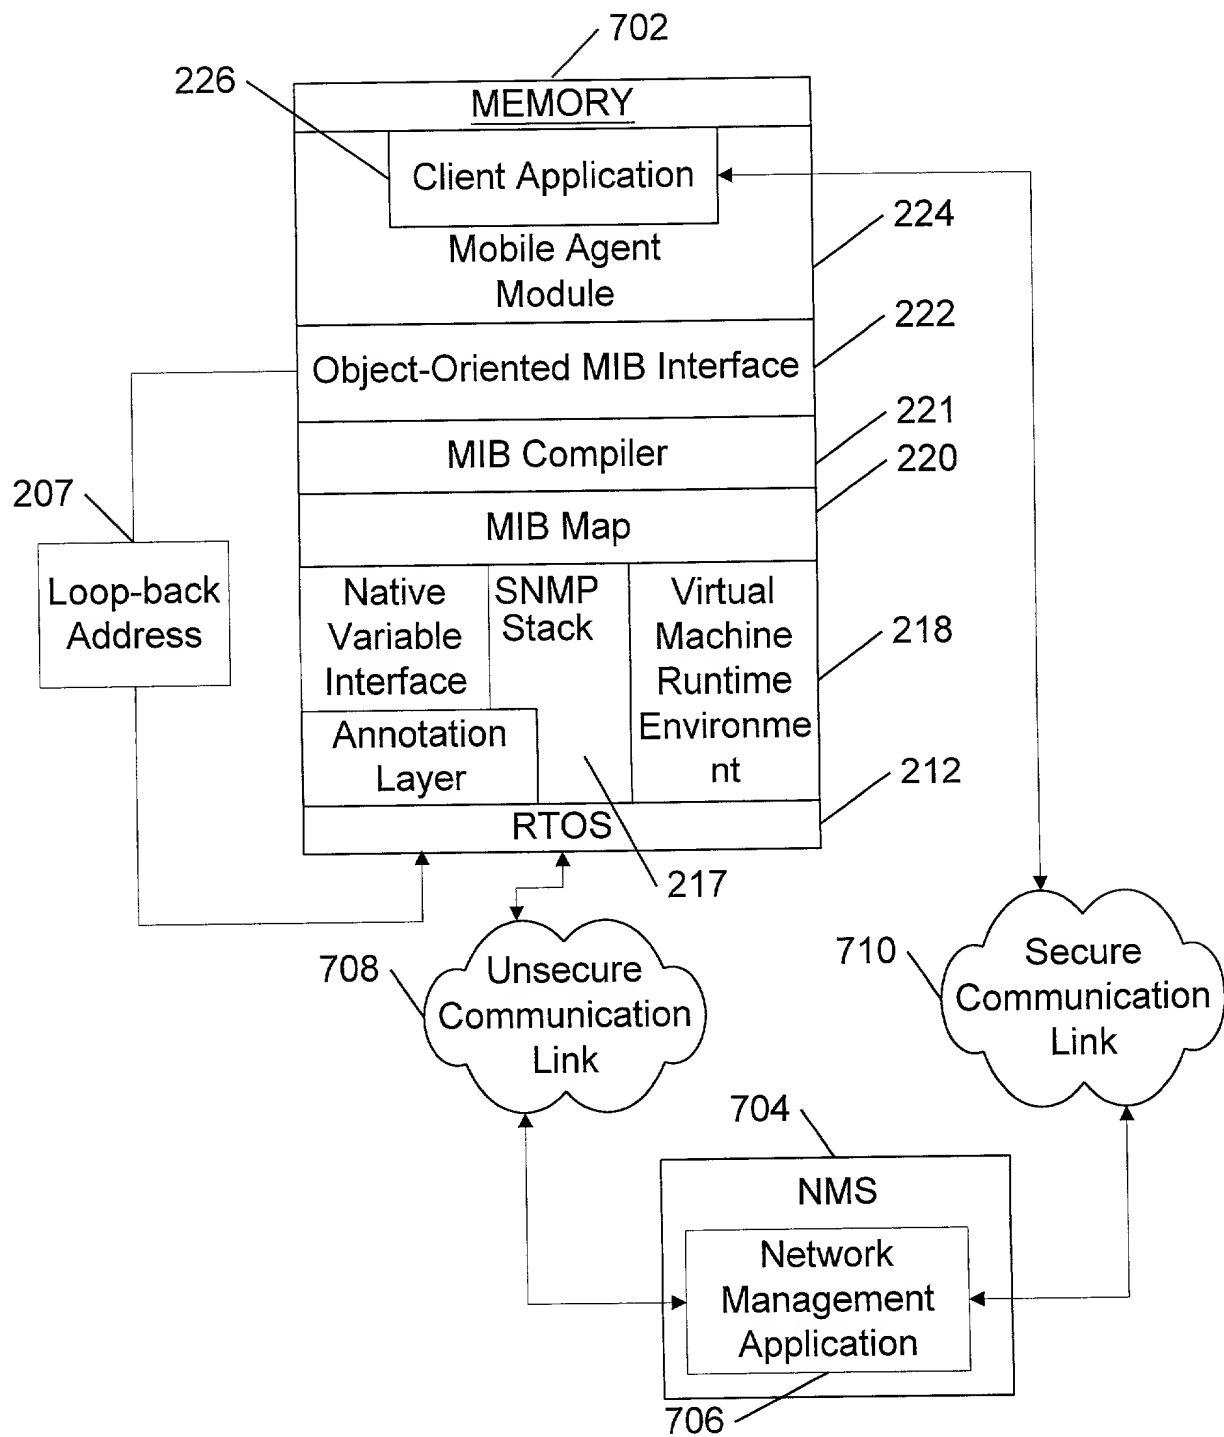 702
226
MEMORY
Client Application
224
Mobile Agent
Module
222
Object-Oriented MIB Interface
221
MIB Compiler
220
207
MIB Map
Loop-back
Address
Native
Variable
Interface
SNMP
Stack
Virtual
Machine
Runtime
Environme
nt
218
Annotation
Layer
212
RTOS
217
708
Unsecure
Communication
Link
710
Secure
Communication
Link
704
NMS
Network
Management
Application
706